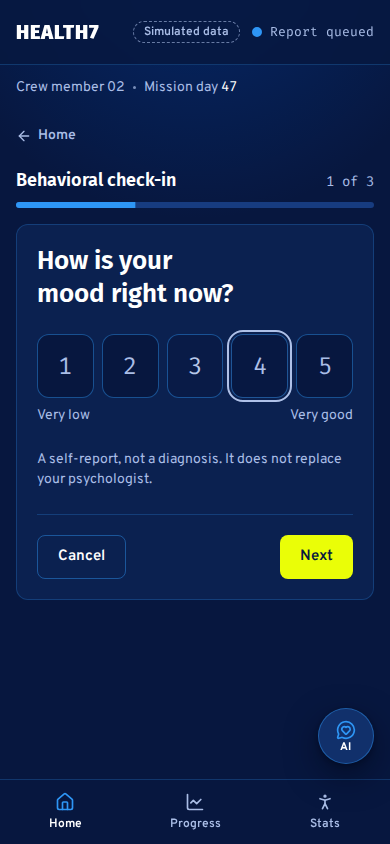 HEALTH7
Simulated data
Report queued
Crew member 02 • Mission day 47
← Home
Behavioral check-in
1 of 3
How is your
mood right now?
1 2 3 4 5
Very low
Very good
A self-report, not a diagnosis. It does not replace
your psychologist.
Cancel
Next
AI
Home
Progress
Stats